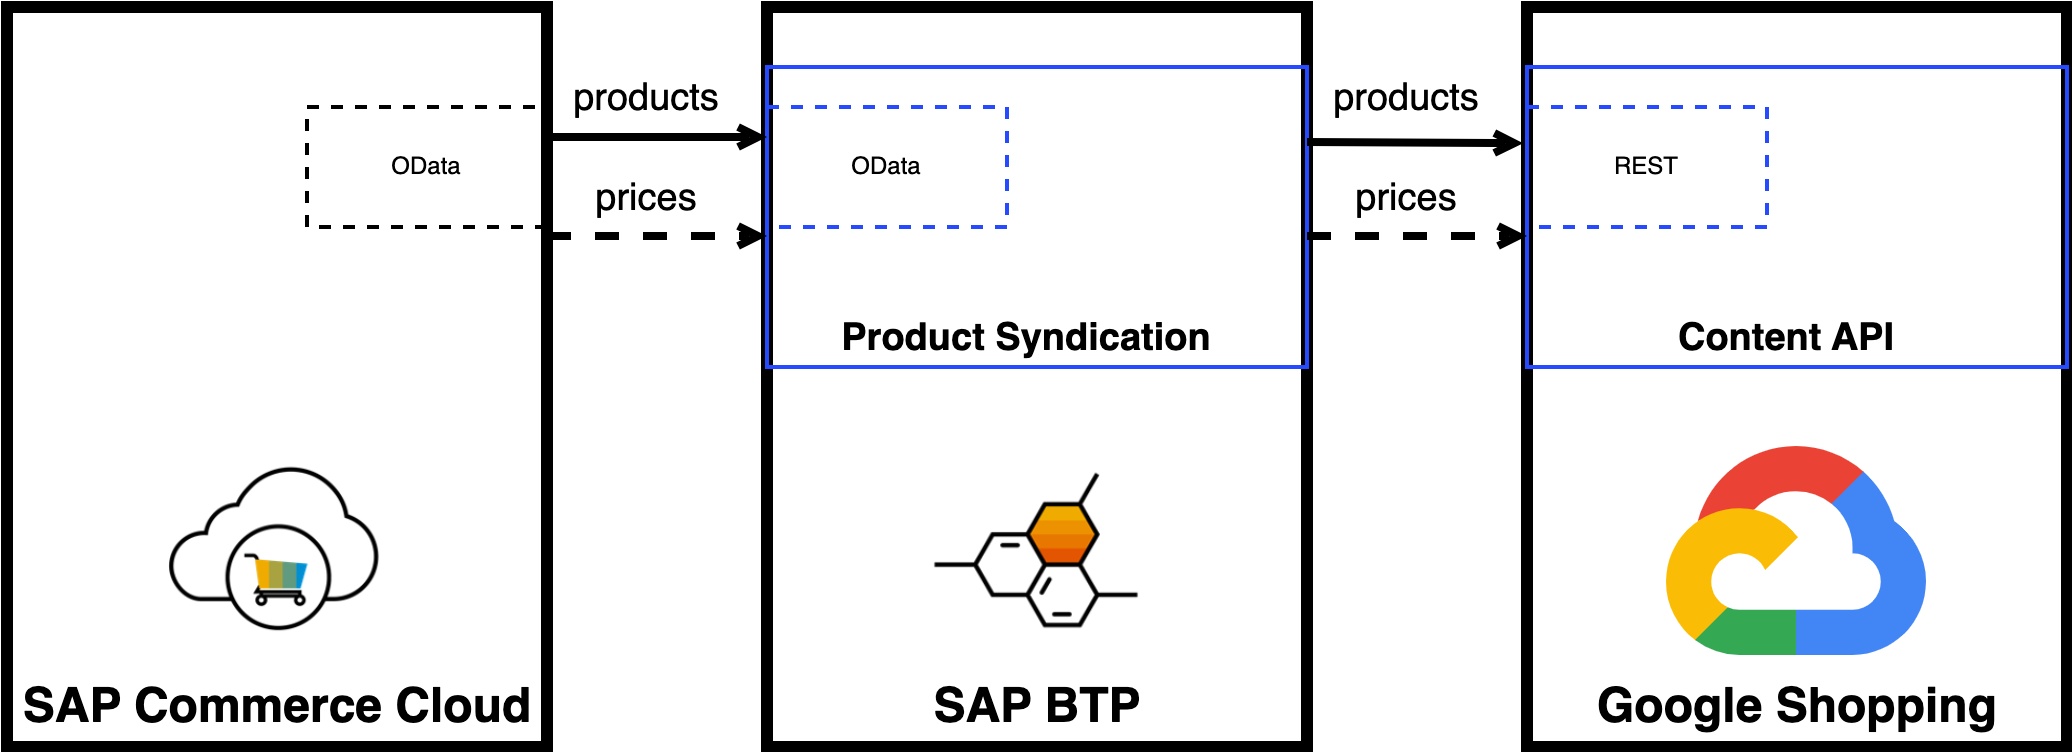 products
products
OData
OData
REST
prices
prices
Product Syndication
Content API
SAP Commerce Cloud
SAP BTP
Google Shopping